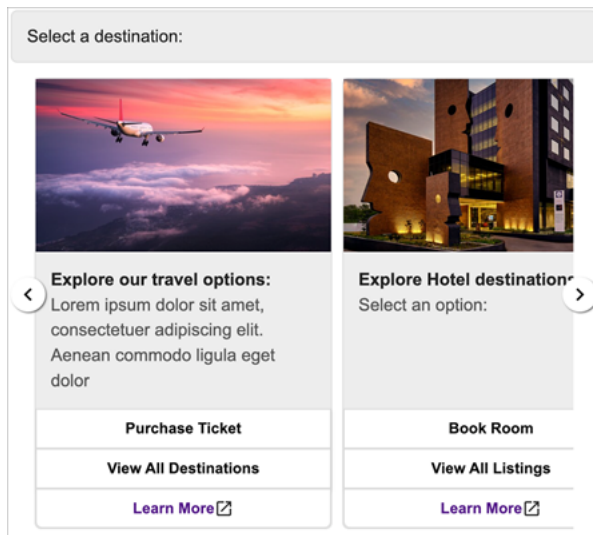 Select a destination:
Explore our travel options:
Lorem ipsum dolor sit amet,
consectetuer adipiscing elit.
Aenean commodo ligula eget
dolor
Purchase Ticket
View All Destinations
Learn More
Explore Hotel destinations
Select an option:
Book Room
View All Listings
Learn More